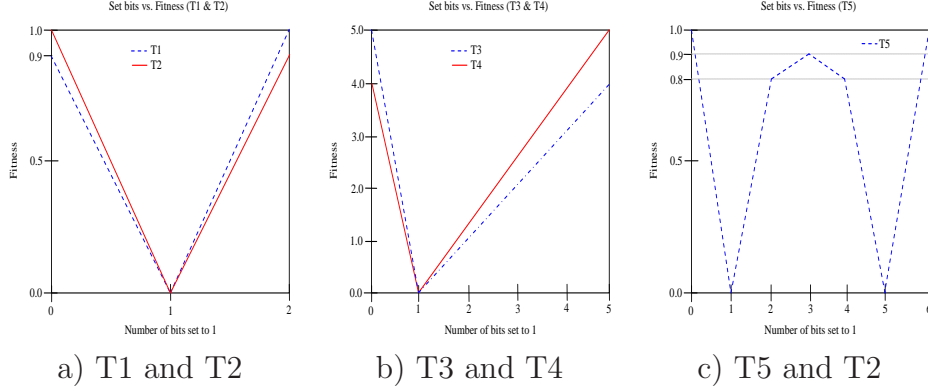 Set bits vs. Fitness (T1 & T2)
1.0
0.9
0.5
0.0
Fitness
T1
T2
0
1
2
Number of bits set to 1
a) T1 and T2
Set bits vs. Fitness (T3 & T4)
5.0
4.0
3.0
2.0
1.0
0.0
Fitness
T3
T4
0
1
2
3
4
5
Number of bits set to 1
b) T3 and T4
Set bits vs. Fitness (T5)
1.0
0.9
0.8
0.5
0.0
Fitness
T5
0
1
2
3
4
5
6
Number of bits set to 1
c) T5 and T2